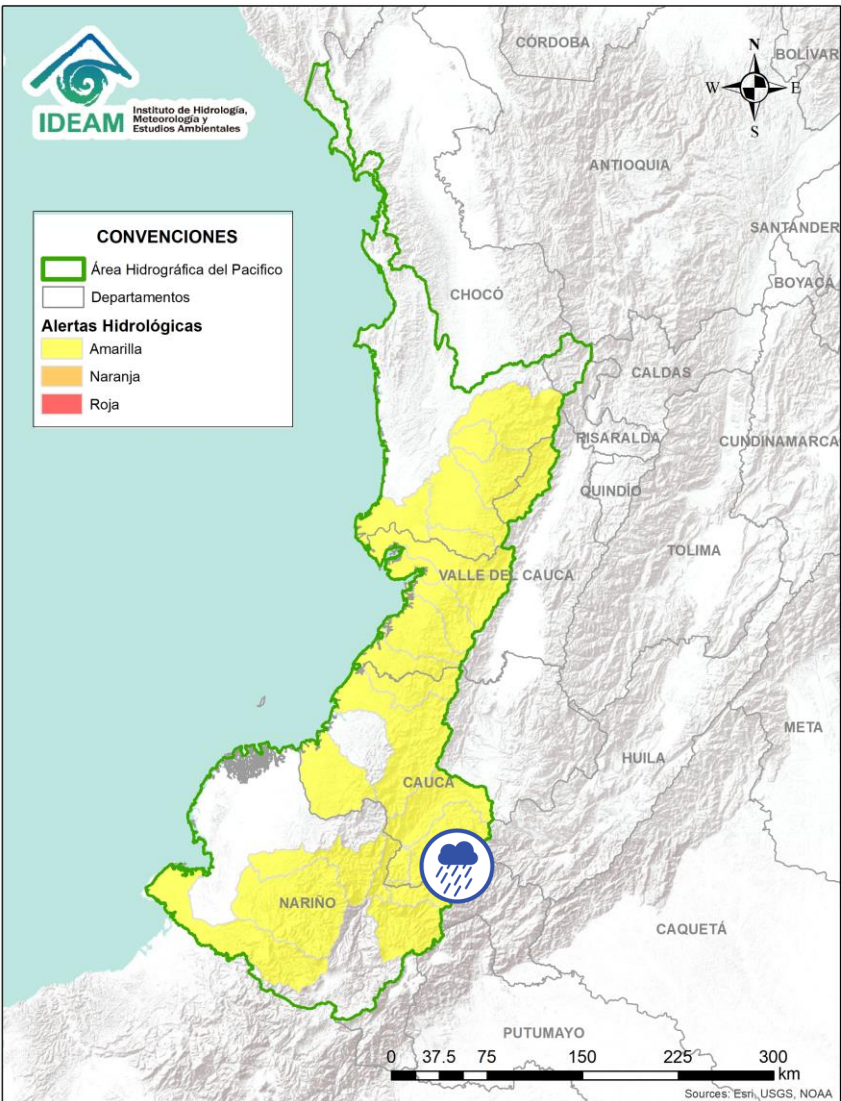 IDEAM
Instituto de Hidrología,
Meteorología y
Estudios Ambientales
N
W
E
S
CÓRDOBA
BOLÍVAR
ANTIOQUIA
SANTANDER
BOYACÁ
CHOCÓ
CALDAS
RISARALDA
CUNDINAMARCA
QUINDÍO
TOLIMA
VALLE DEL CAUCA
META
HUILA
CAUCA
NARIÑO
CAQUETÁ
PUTUMAYO
CONVENCIONES
Área Hidrográfica del Pacifico
Departamentos
Alertas Hidrológicas
Amarilla
Naranja
Roja
0 37.5 75 150 225 300
km
Sources: Esri, USGS, NOAA